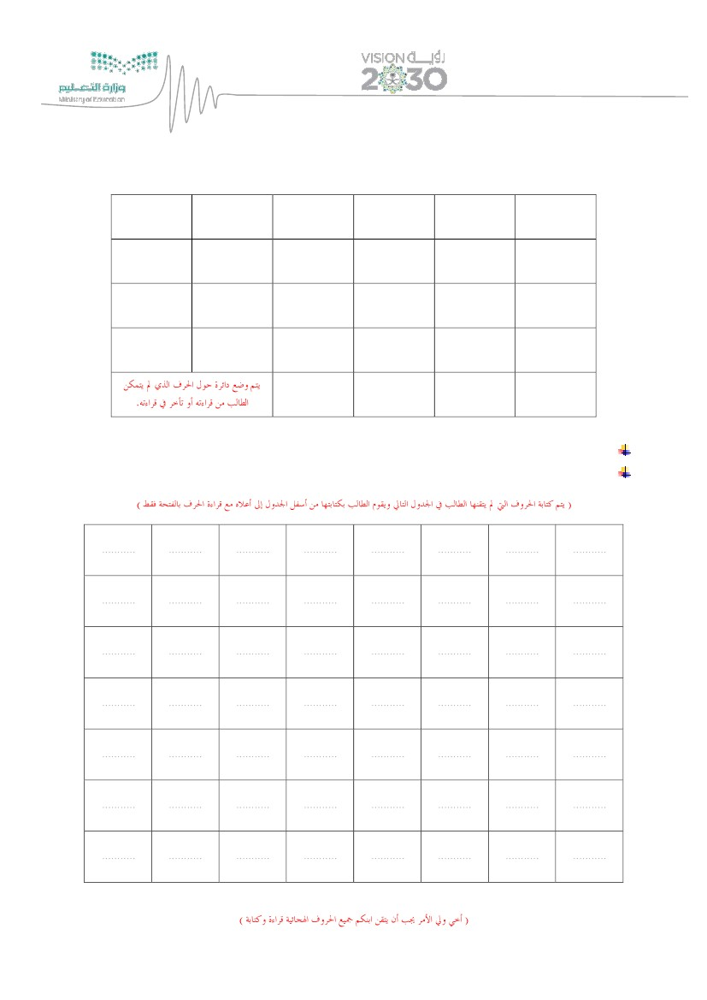 VISION رؤيــة
2030
وزارة التعـليم
Ministry of Education
يتم وضع دائرة حول الحرف الذي لم يتمكن
الطالب من قراءته أو تأخر في قراءته.
( يتم كتابة الحروف التي لم يتقنها الطالب في الجدول التالي ويقوم الطالب بكتابتها من أسفل الجدول إلى أعلاه مع قراءة الحرف بالفتحة فقط )
.......... .......... .......... .......... .......... .......... .......... ..........
.......... .......... .......... .......... .......... .......... .......... ..........
.......... .......... .......... .......... .......... .......... .......... ..........
.......... .......... .......... .......... .......... .......... .......... ..........
.......... .......... .......... .......... .......... .......... .......... ..........
.......... .......... .......... .......... .......... .......... .......... ..........
.......... .......... .......... .......... .......... .......... .......... ..........
( أخي ولي الأمر يجب أن يتقن ابنكم جميع الحروف الهجائية قراءة وكتابة )